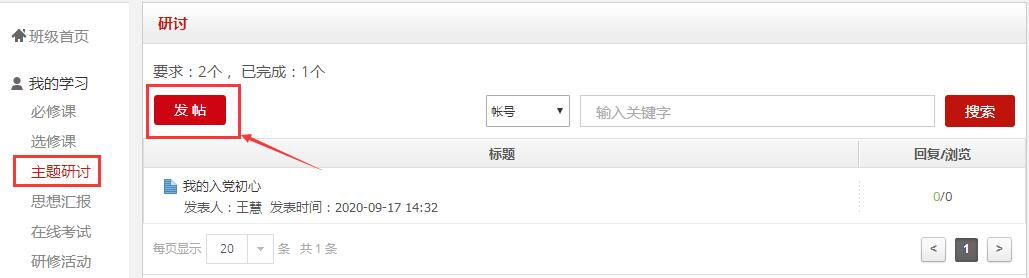 班级首页
我的学习
必修课
选修课
主题研讨
思想汇报
在线考试
研修活动
研讨
要求：2个， 已完成：1个
发 帖
帐号 输入关键字 搜索
标题 回复/浏览
我的入党初心
发表人：王慧 发表时间：2020-09-17 14:32
0/0
每页显示 20 条 共 1 条
< 1 >